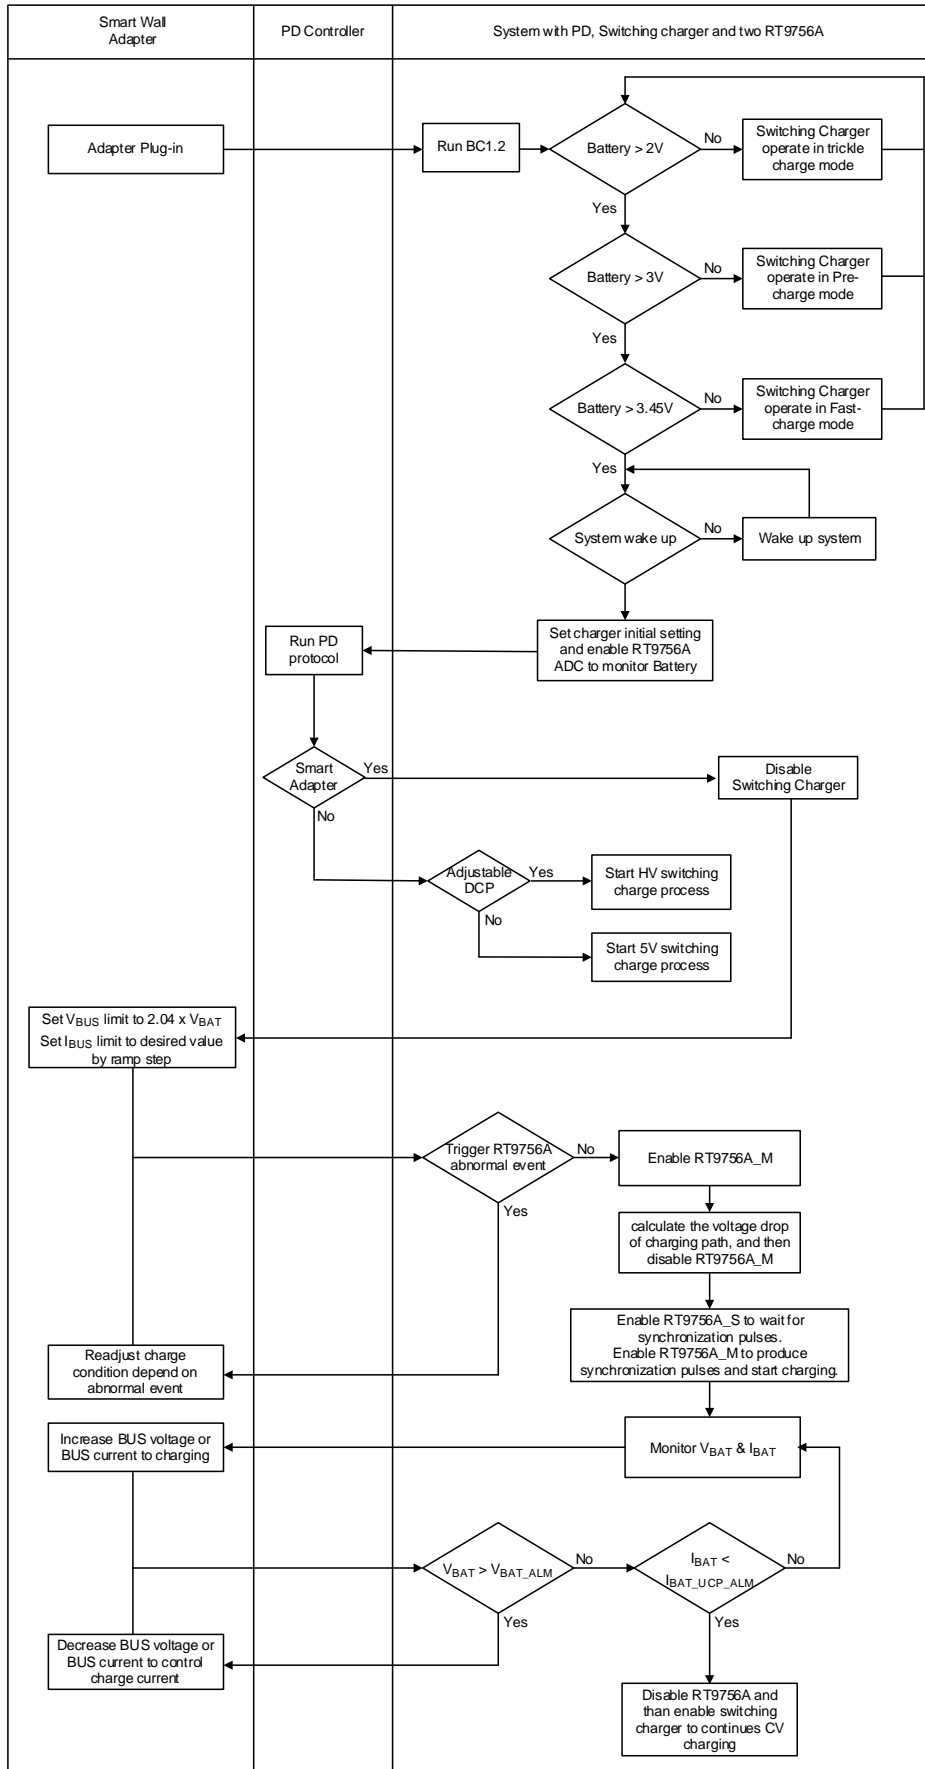 Smart Wall
Adapter
PD Controller
System with PD, Switching charger and two RT9756A
Adapter Plug-in
Run BC1.2
Battery > 2V
No
Switching Charger
operate in trickle
charge mode
Yes
Battery > 3V
No
Switching Charger
operate in Pre-
charge mode
Yes
Battery > 3.45V
No
Switching Charger
operate in Fast-
charge mode
Yes
System wake up
No
Wake up system
Set charger initial setting
and enable RT9756A
ADC to monitor Battery
Run PD
protocol
Smart
Adapter
Yes
Disable
Switching Charger
No
Adjustable
DCP
Yes
Start HV switching
charge process
No
Start 5V switching
charge process
Set VBUS limit to 2.04 x VBAT
Set IBUS limit to desired value
by ramp step
Trigger RT9756A
abnormal event
No
Enable RT9756A_M
Yes
calculate the voltage drop
of charging path, and then
disable RT9756A_M
Enable RT9756A_S to wait for
synchronization pulses.
Enable RT9756A_M to produce
synchronization pulses and start charging.
Readjust charge
condition depend on
abnormal event
Increase BUS voltage or
BUS current to charging
Monitor VBAT & IBAT
VBAT > VBAT_ALM
No
IBAT <
IBAT_UCP_ALM
No
Yes
Yes
Decrease BUS voltage or
BUS current to control
charge current
Disable RT9756A and
than enable switching
charger to continues CV
charging